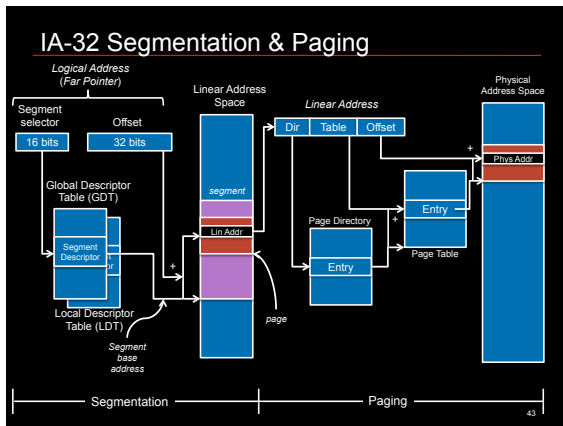 IA-32 Segmentation & Paging
Logical Address
(Far Pointer)
Segment
selector
Offset
16 bits
32 bits
Global Descriptor
Table (GDT)
Segment
Descriptor
Local Descriptor
Table (LDT)
Segment
base
address
+
Linear Address
Space
segment
Lin Addr
page
Linear Address
Dir
Table
Offset
Page Directory
Entry
+
Entry
Page Table
+
Physical
Address Space
Phys Addr
Segmentation
Paging
43